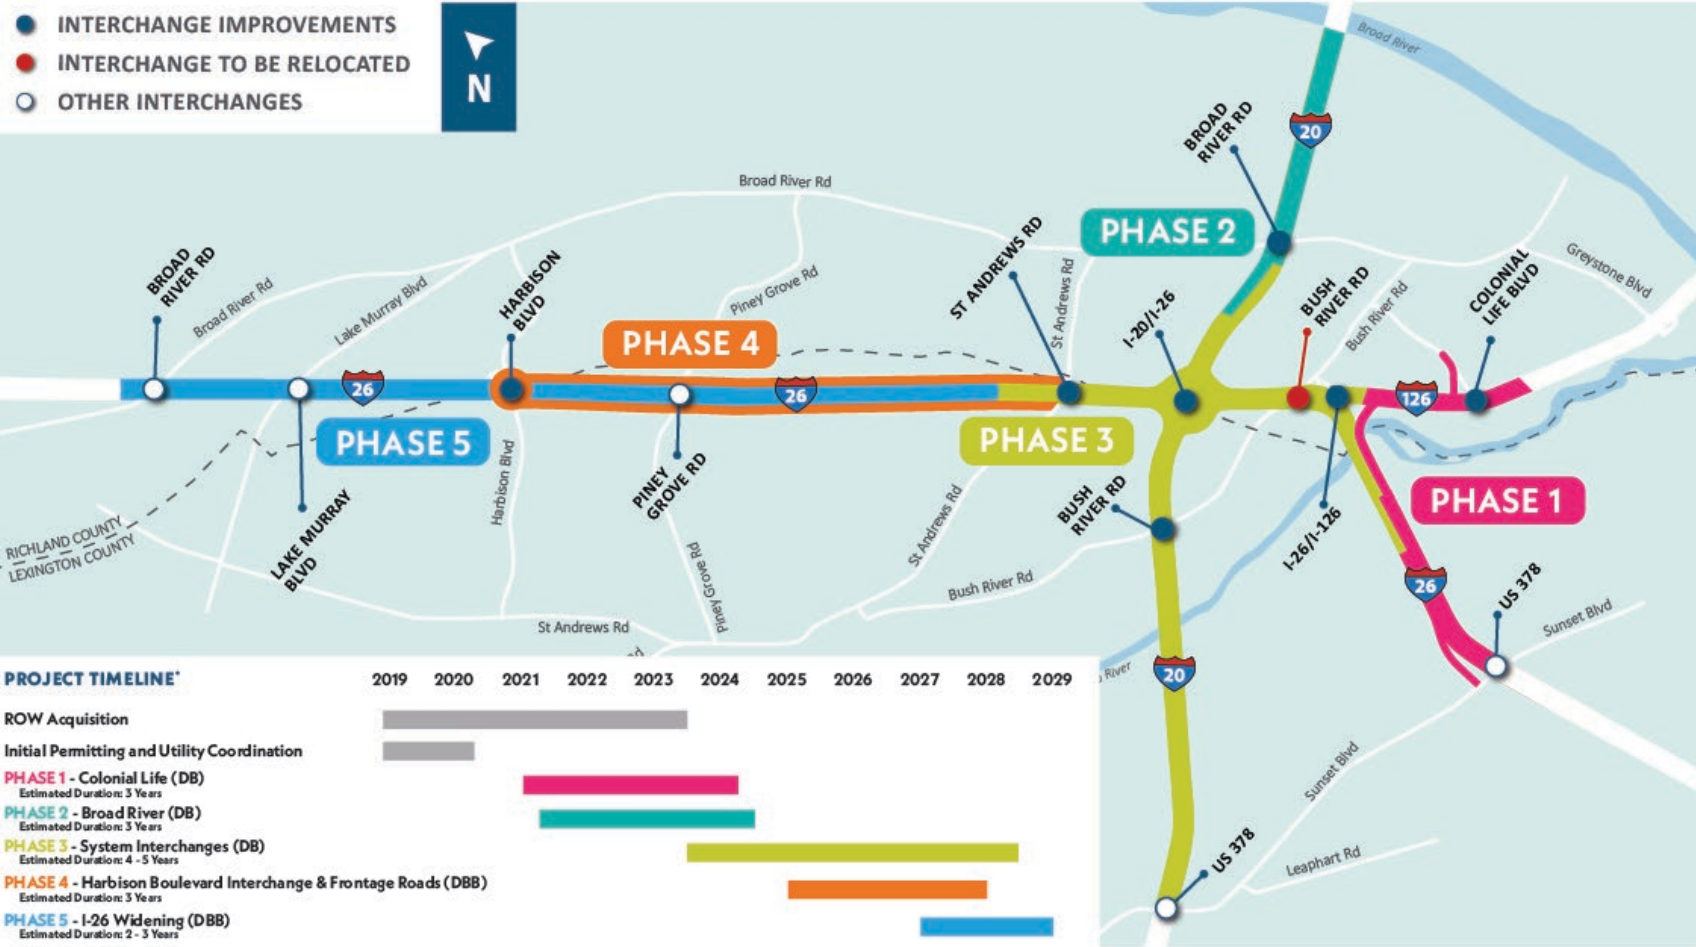 INTERCHANGE IMPROVEMENTS
INTERCHANGE TO BE RELOCATED
OTHER INTERCHANGES
N
Broad River
20
BROAD
RIVER RD
Broad River Rd
PHASE 2
ST ANDREWS RD
St Andrews Rd
Greystone Blvd
COLONIAL
LIFE BLVD
BUSH
RIVER RD
Bush River Rd
I-20/I-26
BROAD
RIVER RD
Broad River Rd
Lake Murray Blvd
HARBISON
BLVD
Piney Grove Rd
PHASE 4
26
26
126
PHASE 5
PHASE 3
PHASE 1
Harbison Blvd
PINEY
GROVE RD
BUSH
RIVER RD
LAKE MURRAY
BLVD
RICHLAND COUNTY
LEXINGTON COUNTY
St Andrews Rd
I-26/I-126
26
US 378
Sunset Blvd
Piney Grove Rd
Bush River Rd
St Andrews Rd
Rd
River
20
Sunset Blvd
US 378
Leaphart Rd
PROJECT TIMELINE*
2019 2020 2021 2022 2023 2024 2025 2026 2027 2028 2029
ROW Acquisition
Initial Permitting and Utility Coordination
PHASE 1 - Colonial Life (DB)
Estimated Duration: 3 Years
PHASE 2 - Broad River (DB)
Estimated Duration: 3 Years
PHASE 3 - System Interchanges (DB)
Estimated Duration: 4 - 5 Years
PHASE 4 - Harbison Boulevard Interchange & Frontage Roads (DBB)
Estimated Duration: 3 Years
PHASE 5 - I-26 Widening (DBB)
Estimated Duration: 2 - 3 Years